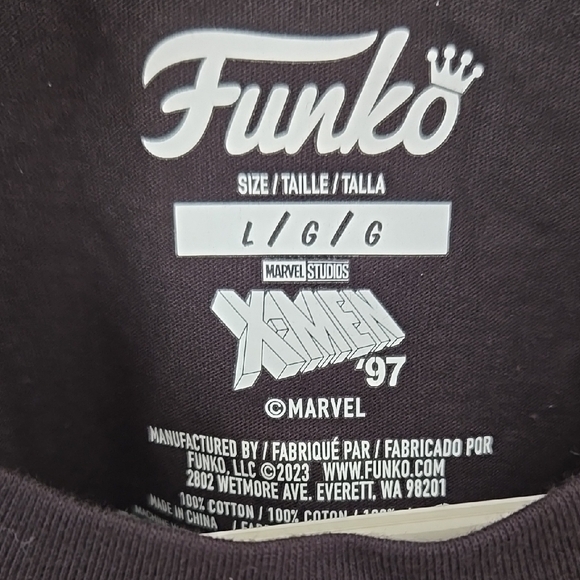 Funko
SIZE / TAILLE / TALLA
L / G / G
MARVEL STUDIOS
X-MEN
'97
©MARVEL
MANUFACTURED BY / FABRIQUÉ PAR / FABRICADO POR
FUNKO, LLC ©2023 WWW.FUNKO.COM
2802 WETMORE AVE. EVERETT, WA 98201
100% COTTON / 100% COTON / 100%
MADE IN CHINA